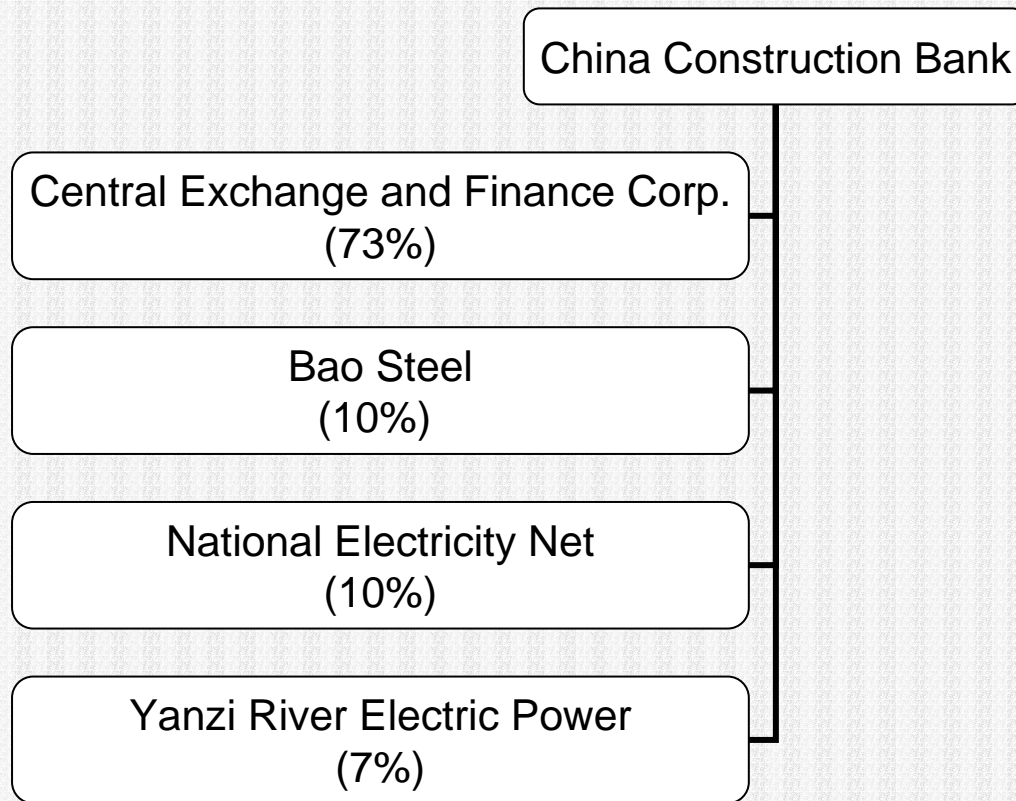 China Construction Bank
Central Exchange and Finance Corp.
(73%)
Bao Steel
(10%)
National Electricity Net
(10%)
Yanzi River Electric Power
(7%)